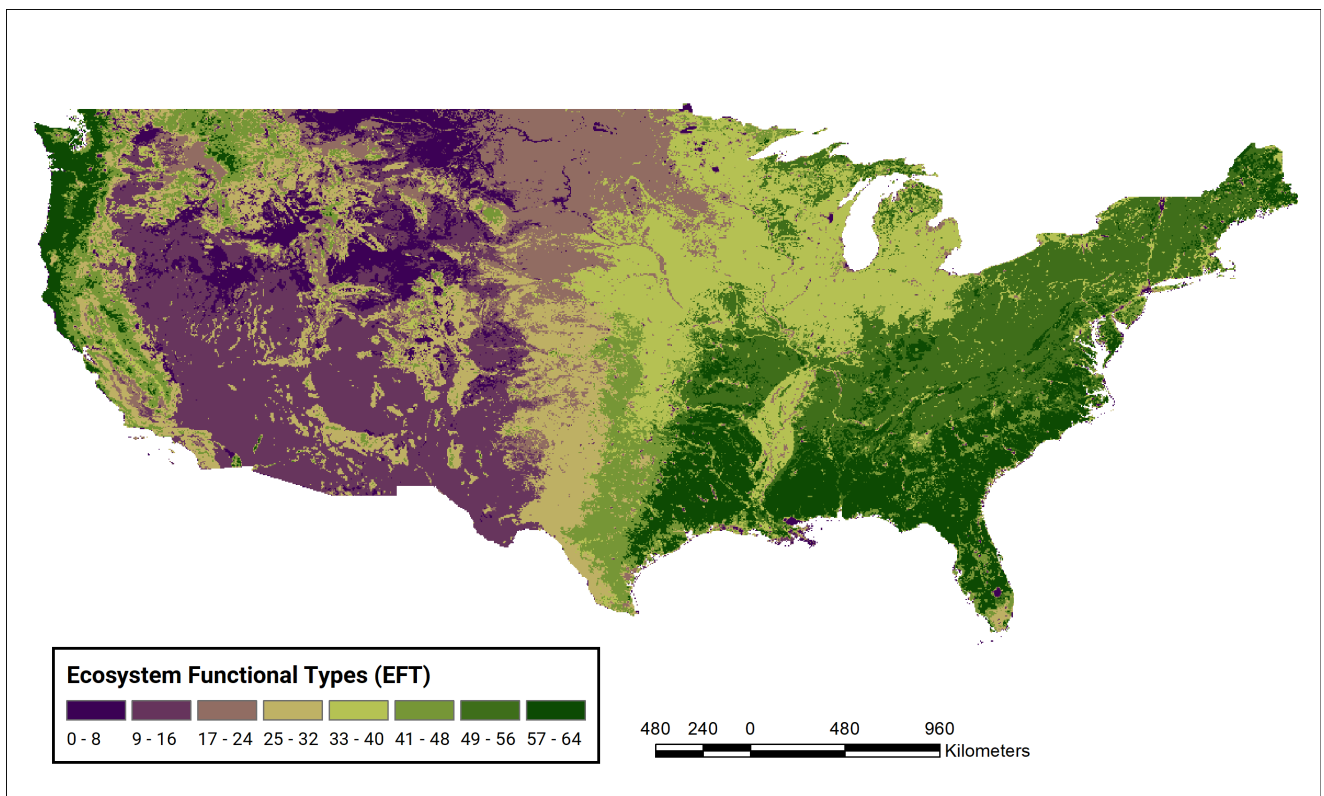 Ecosystem Functional Types (EFT)
0 - 8 9 - 16 17 - 24 25 - 32 33 - 40 41 - 48 49 - 56 57 - 64
480 240 0 480 960
Kilometers